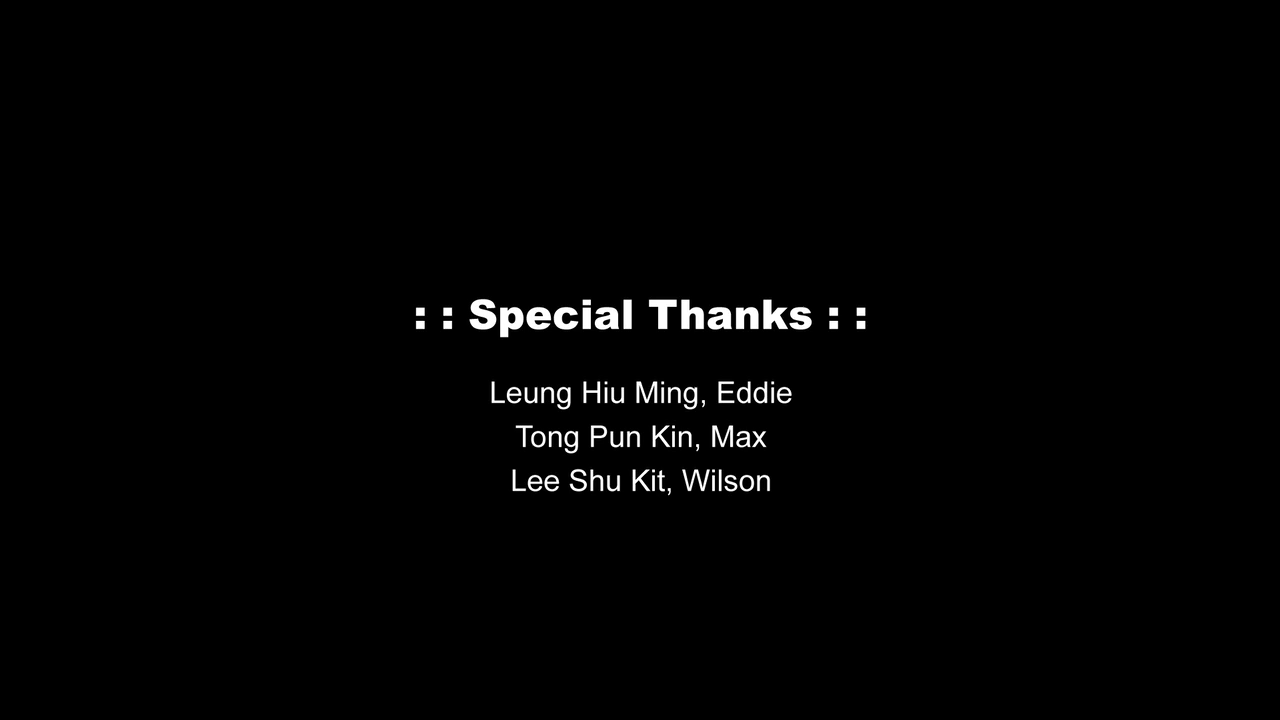 : : Special Thanks : :
Leung Hiu Ming, Eddie
Tong Pun Kin, Max
Lee Shu Kit, Wilson